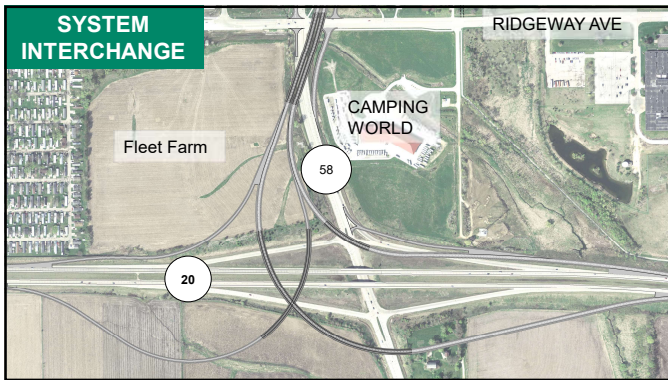 SYSTEM
INTERCHANGE
RIDGEWAY AVE
CAMPING
WORLD
Fleet Farm
58
20